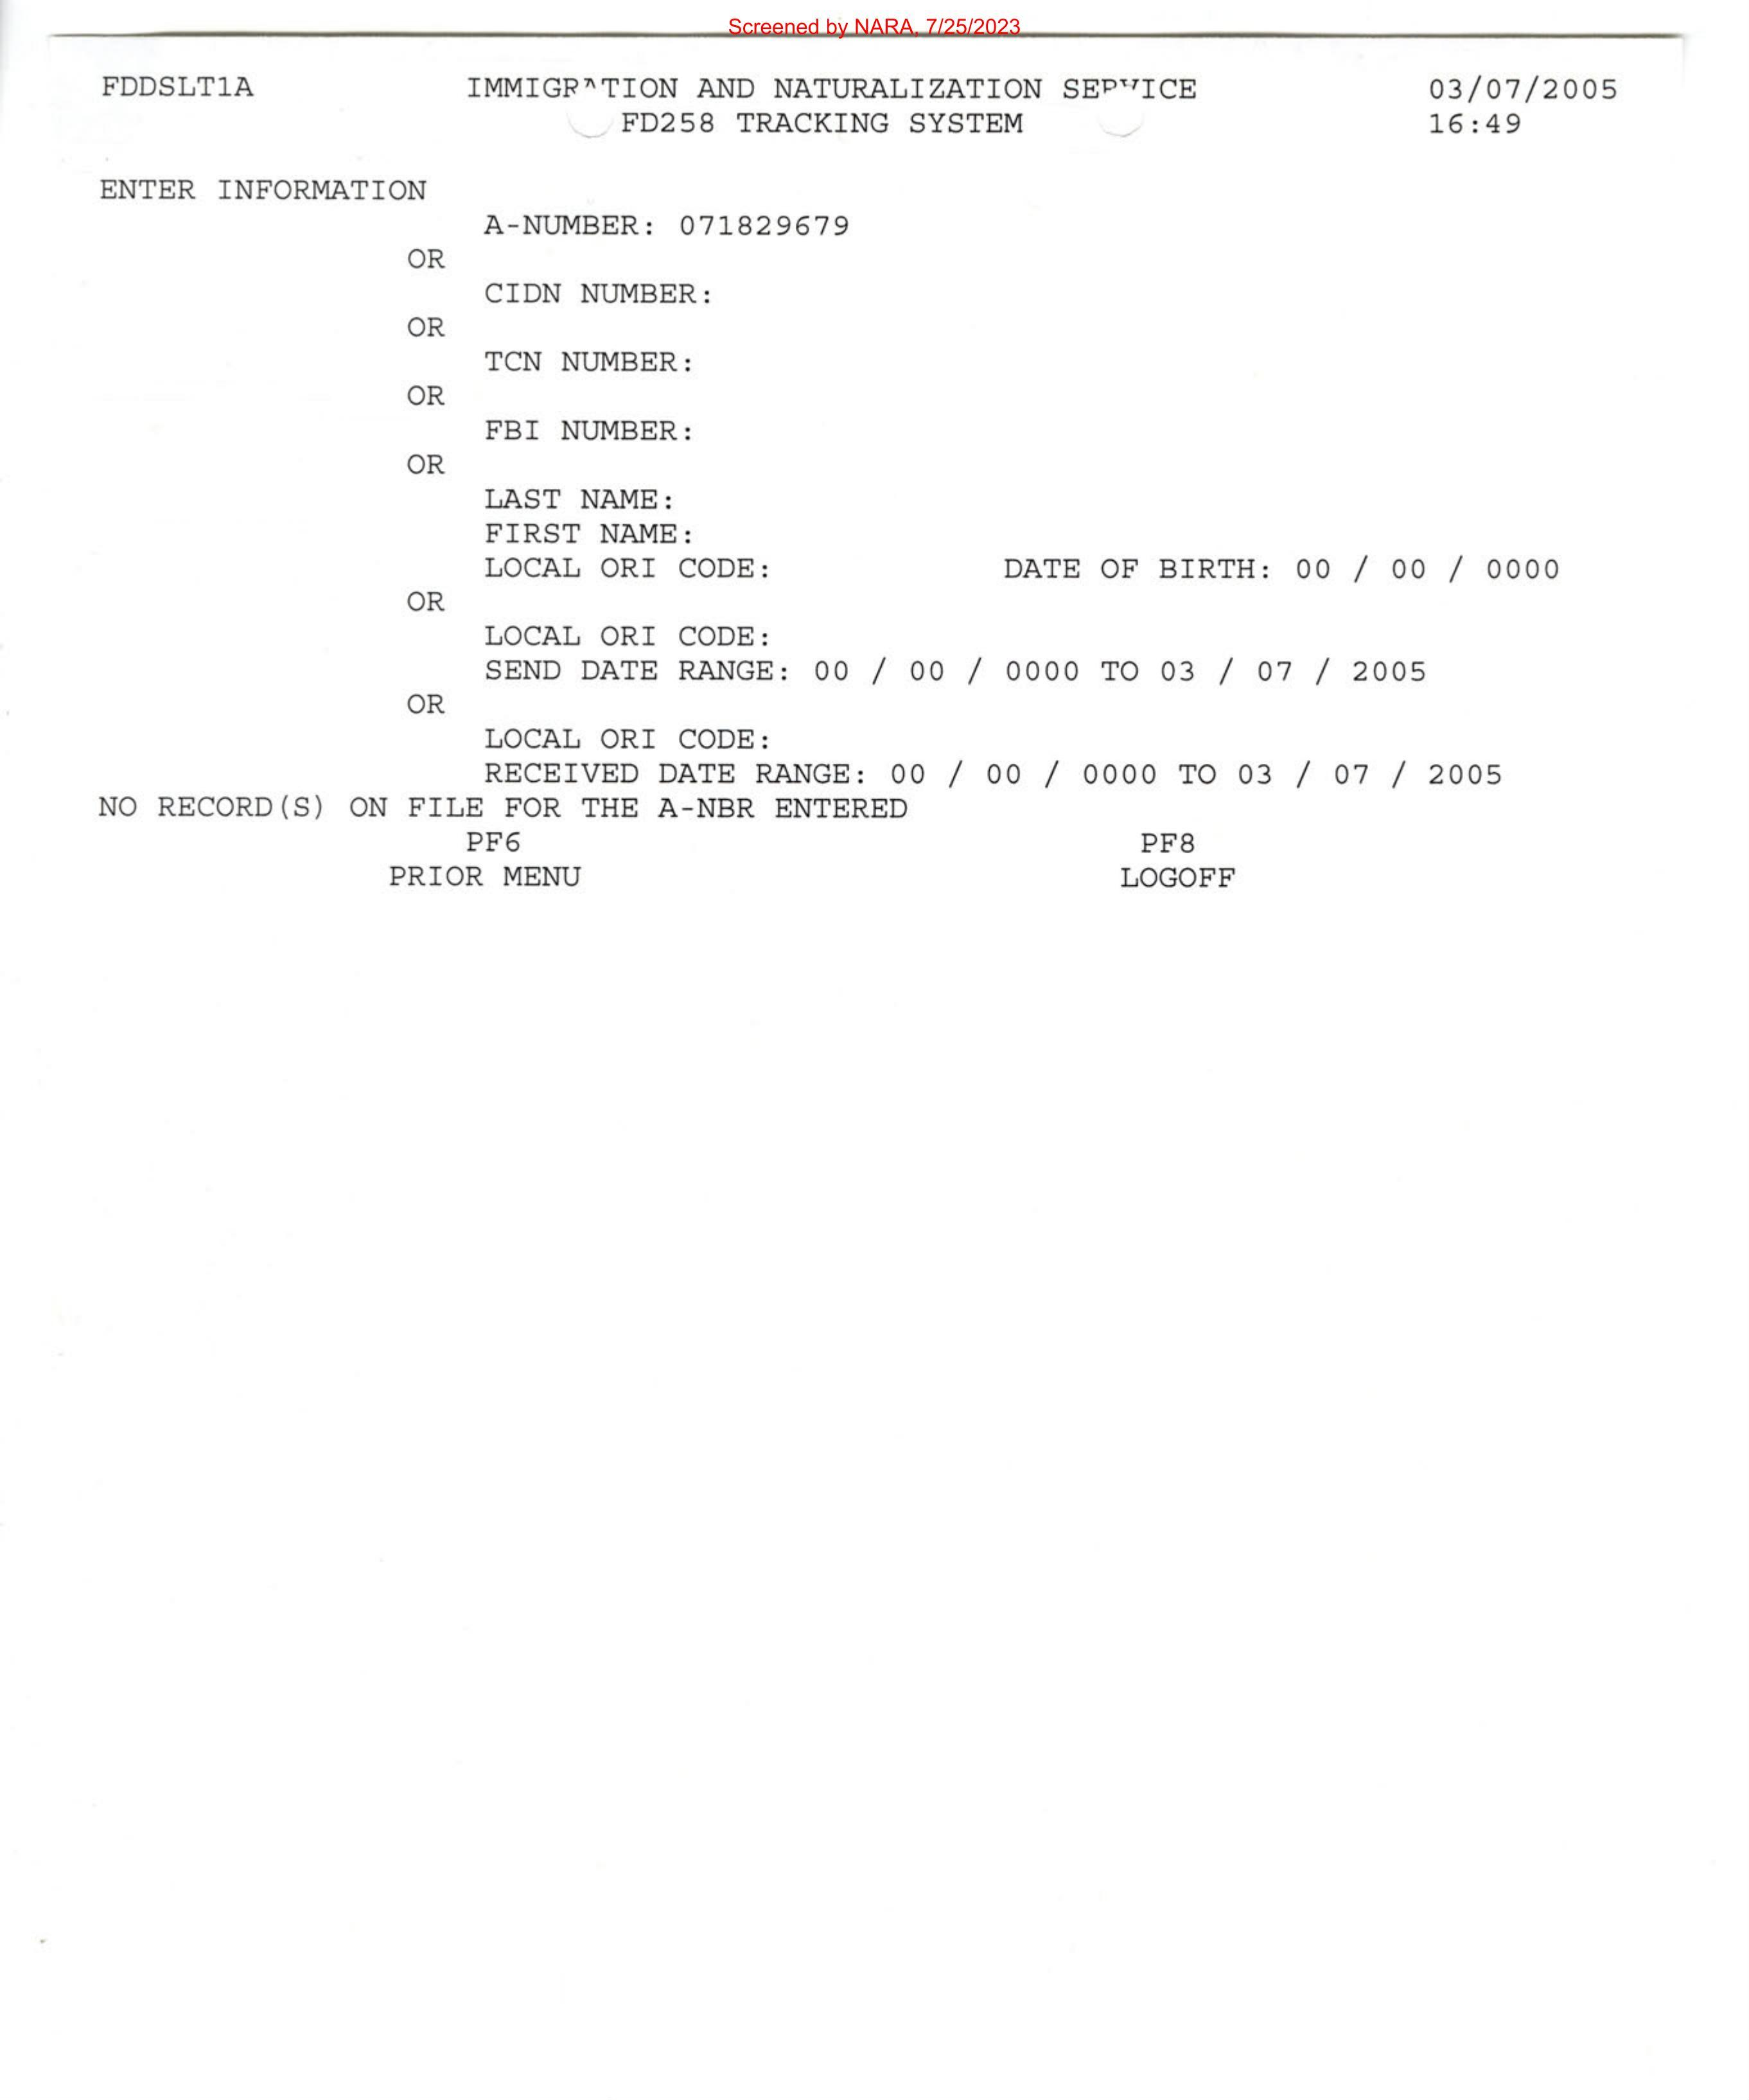 Screened by NARA, 7/25/2023
FDDSLT1A IMMIGRATION AND NATURALIZATION SERVICE 03/07/2005
FD258 TRACKING SYSTEM 16:49
ENTER INFORMATION
A-NUMBER: 071829679
OR
CIDN NUMBER:
OR
TCN NUMBER:
OR
FBI NUMBER:
OR
LAST NAME:
FIRST NAME:
LOCAL ORI CODE: DATE OF BIRTH: 00 / 00 / 0000
OR
LOCAL ORI CODE:
SEND DATE RANGE: 00 / 00 / 0000 TO 03 / 07 / 2005
OR
LOCAL ORI CODE:
RECEIVED DATE RANGE: 00 / 00 / 0000 TO 03 / 07 / 2005
NO RECORD(S) ON FILE FOR THE A-NBR ENTERED
PF6 PF8
PRIOR MENU LOGOFF